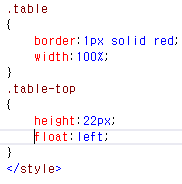 .table
{
border:1px solid red;
width:100%;
}
.table-top
{
height:22px;
float:left;
}
</style>